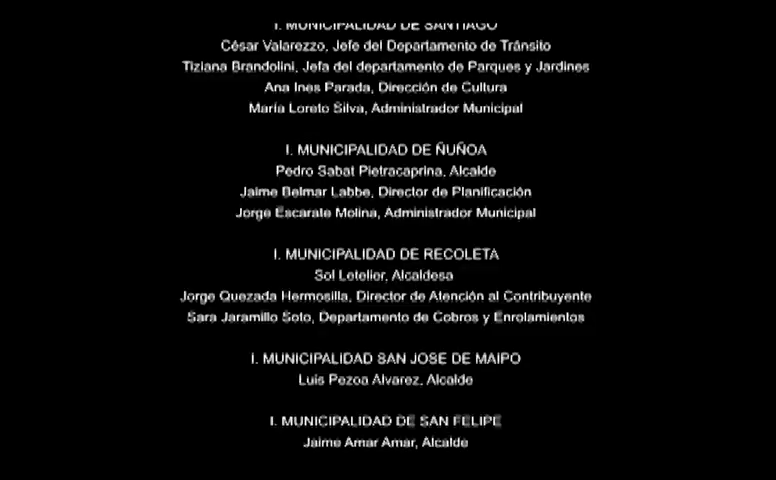 I. MUNICIPALIDAD DE SANTIAGO
César Valarezzo, Jefe del Departamento de Tránsito
Tiziana Brandolini, Jefa del departamento de Parques y Jardines
Ana Ines Parada, Dirección de Cultura
María Loreto Silva, Administrador Municipal
I. MUNICIPALIDAD DE ÑUÑOA
Pedro Sabat Pietracaprina, Alcalde
Jaime Belmar Labbe, Director de Planificación
Jorge Escarate Molina, Administrador Municipal
I. MUNICIPALIDAD DE RECOLETA
Sol Letelier, Alcaldesa
Jorge Quezada Hermosilla, Director de Atención al Contribuyente
Sara Jaramillo Soto, Departamento de Cobros y Enrolamientos
I. MUNICIPALIDAD SAN JOSE DE MAIPO
Luis Pezoa Alvarez, Alcalde
I. MUNICIPALIDAD DE SAN FELIPE
Jaime Amar Amar, Alcalde